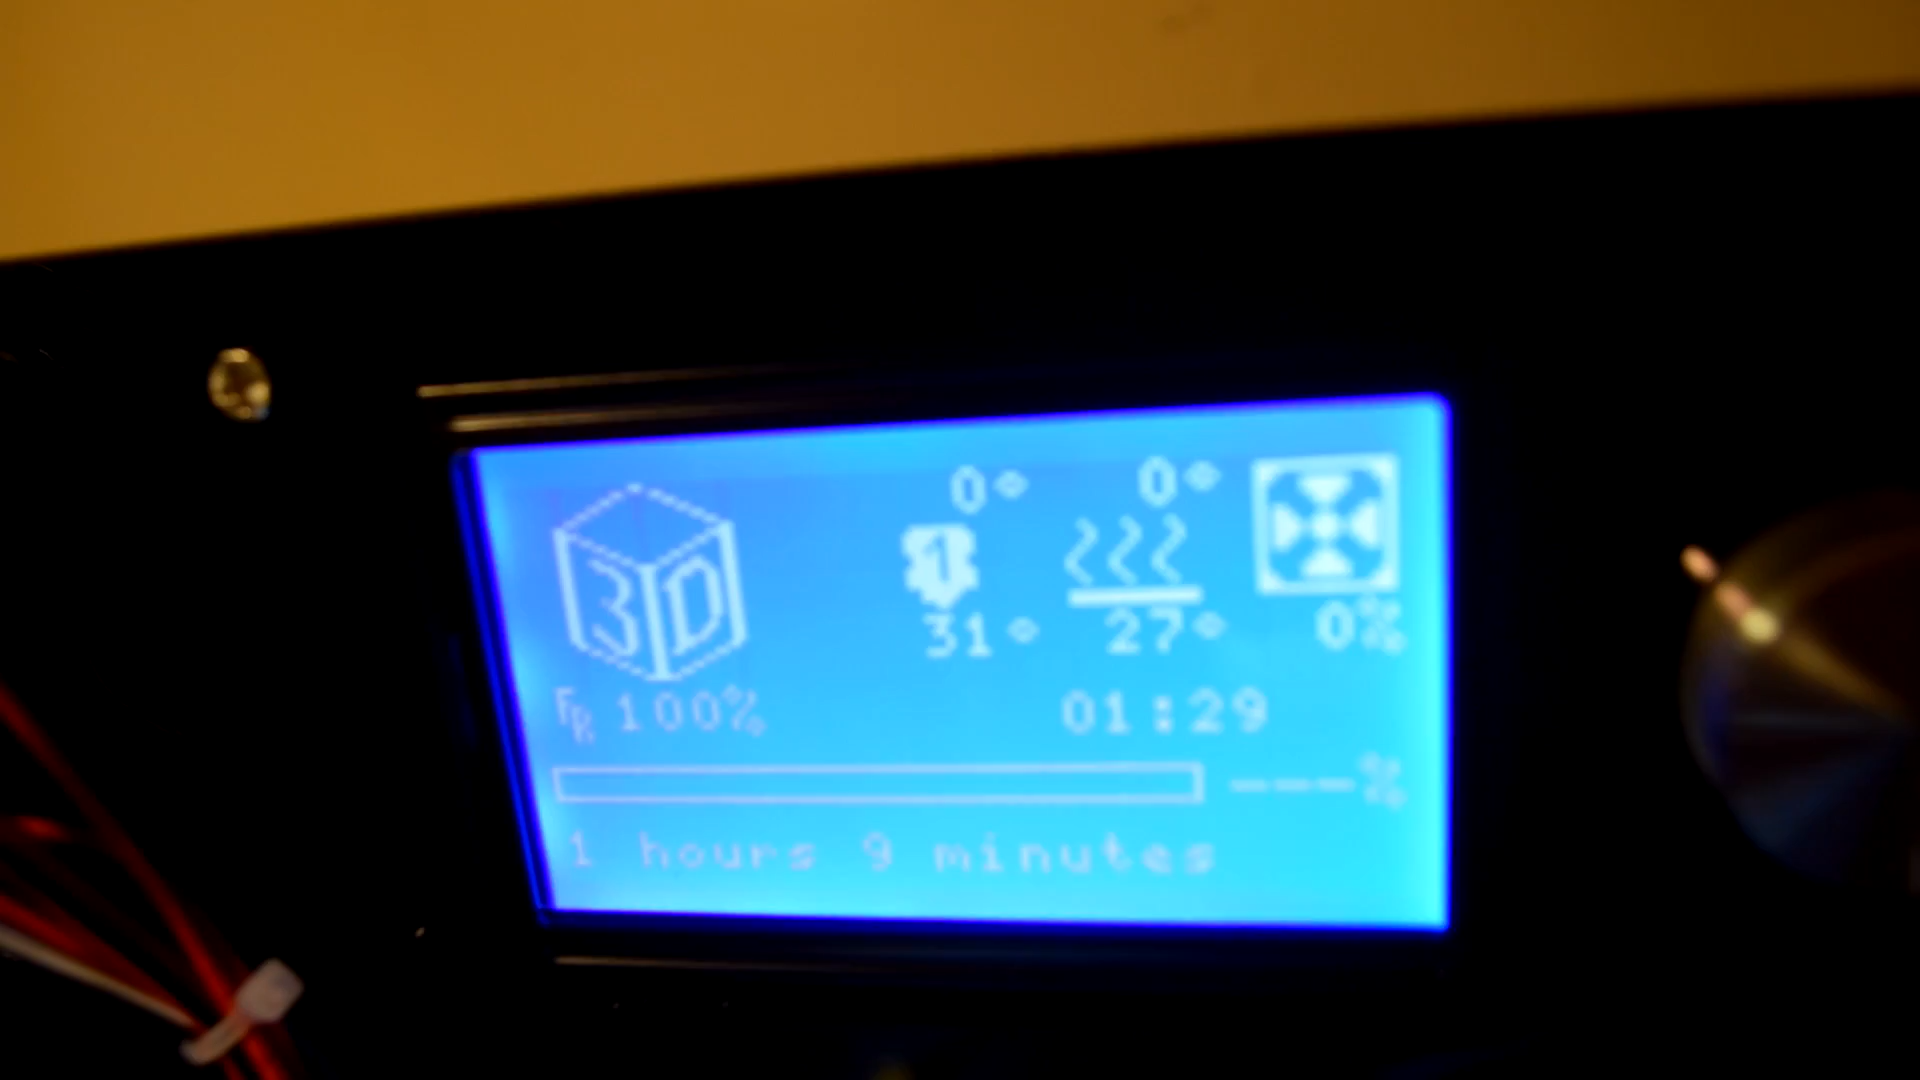 0° 0°
3D 1
31° 27° 0%
FR 100% 01:29
---%
1 hours 9 minutes